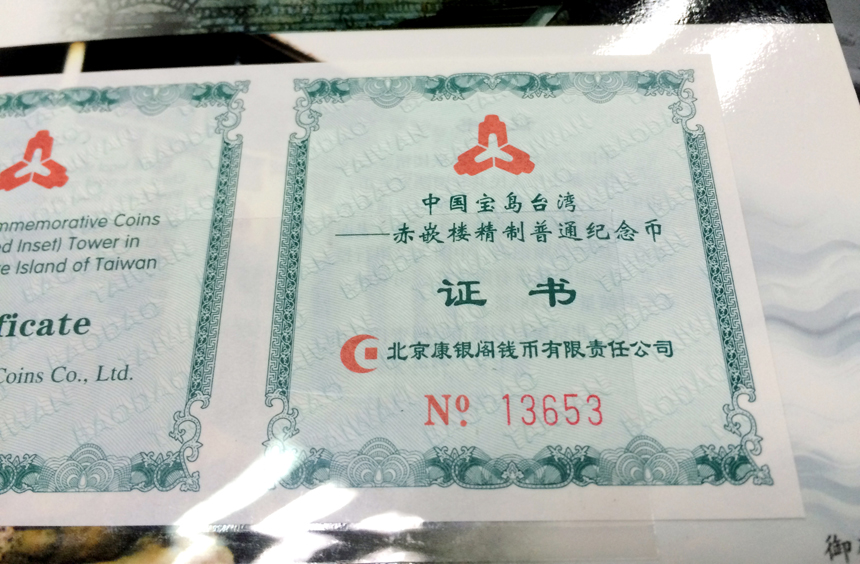 mmemorative Coins
ed Inset) Tower in
e Island of Taiwan
ficate
Coins Co., Ltd.
中国宝岛台湾
——赤嵌楼精制普通纪念币
证书
北京康银阁钱币有限责任公司
Nº 13653
御